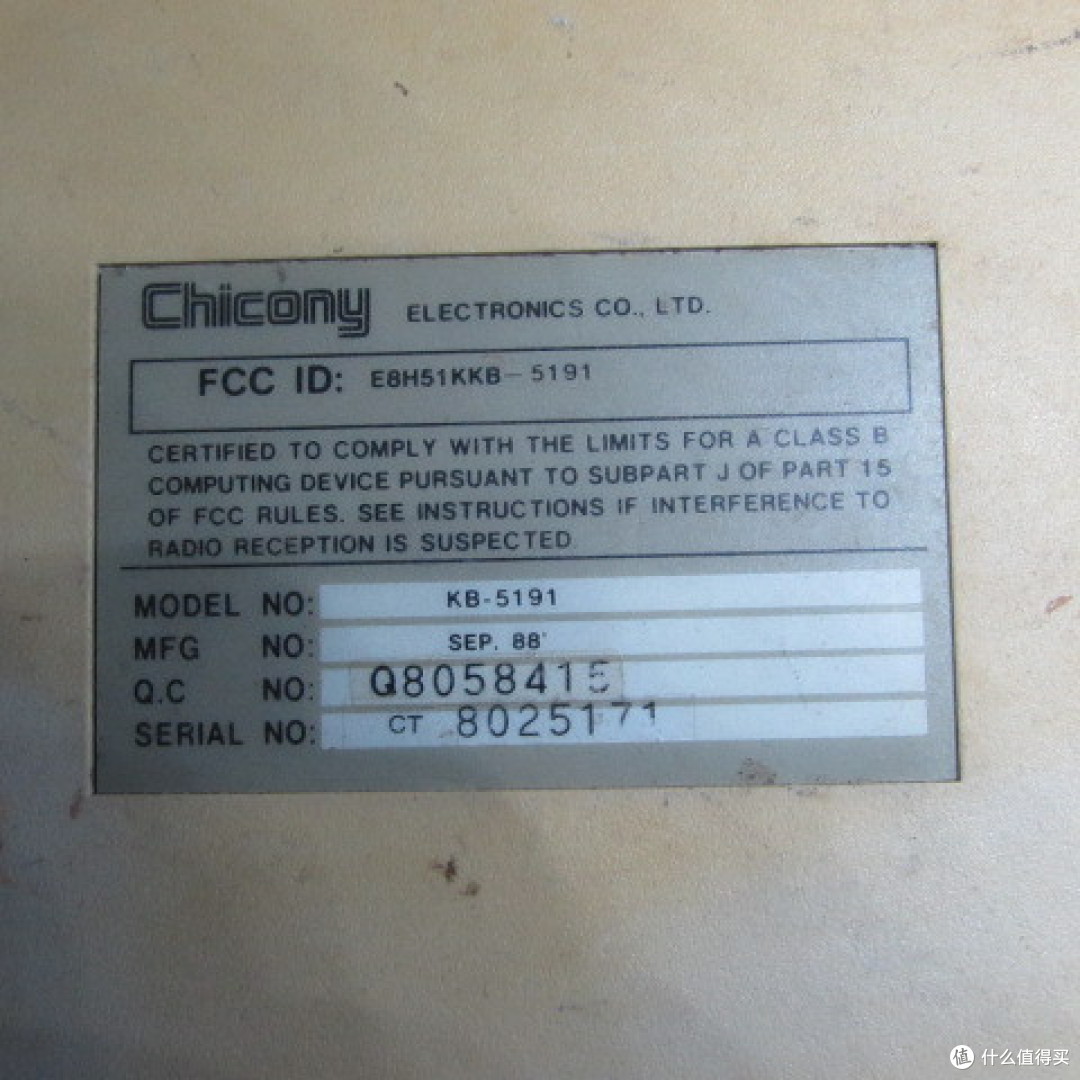 Chicony ELECTRONICS CO., LTD.
FCC ID: E8H51KKB-5191
CERTIFIED TO COMPLY WITH THE LIMITS FOR A CLASS B
COMPUTING DEVICE PURSUANT TO SUBPART J OF PART 15
OF FCC RULES. SEE INSTRUCTIONS IF INTERFERENCE TO
RADIO RECEPTION IS SUSPECTED.
MODEL NO: KB-5191
MFG NO: SEP. 88'
Q.C NO: Q8058415
SERIAL NO: CT 8025171
值 什么值得买